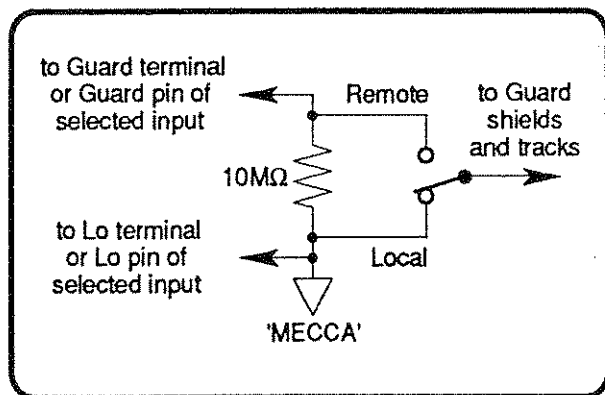 to Guard terminal
or Guard pin of
selected input
Remote
to Guard
shields
and tracks
10MΩ
to Lo terminal
or Lo pin of
selected input
Local
'MECCA'